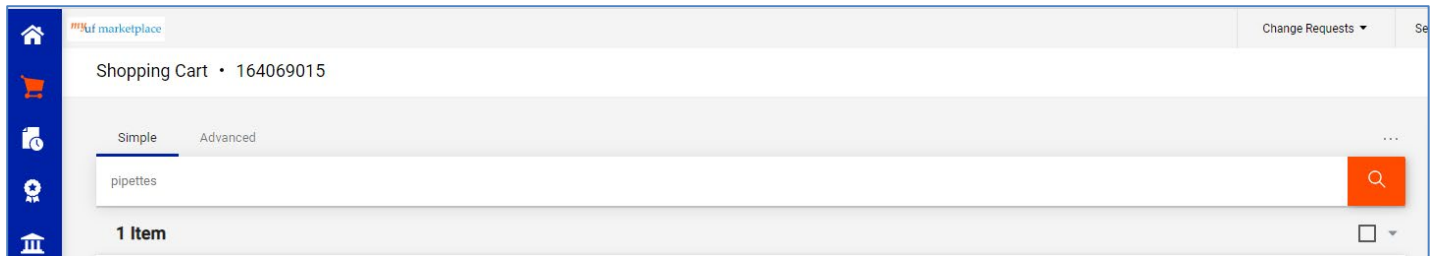 myuf marketplace
Change Requests
Se
Shopping Cart • 164069015
Simple Advanced
...
pipettes
1 Item